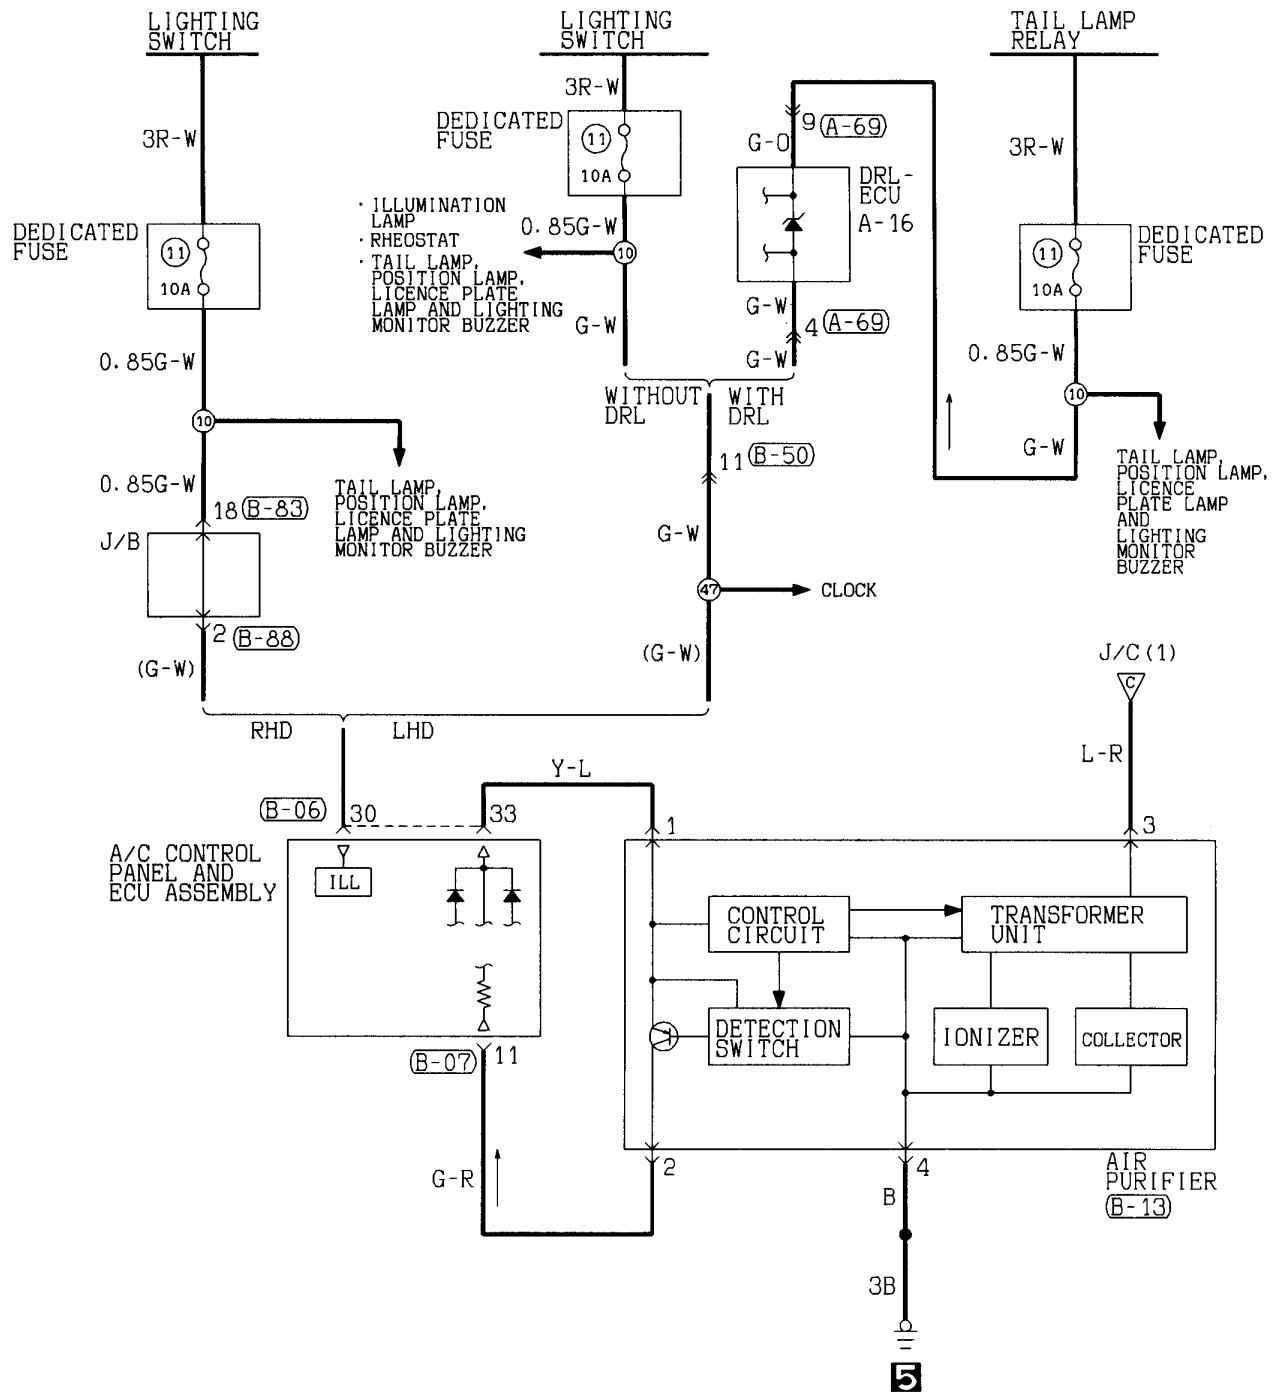 LIGHTING
SWITCH
LIGHTING
SWITCH
TAIL LAMP
RELAY
3R-W
3R-W
3R-W
DEDICATED
FUSE
11
10A
DEDICATED
FUSE
11
10A
9 A-69
G-O
DRL-
ECU
A-16
DEDICATED
FUSE
11
10A
· ILLUMINATION
LAMP
· RHEOSTAT
· TAIL LAMP,
POSITION LAMP,
LICENCE PLATE
LAMP AND LIGHTING
MONITOR BUZZER
0.85G-W
10
G-W
G-W
4 A-69
G-W
WITHOUT
DRL
WITH
DRL
0.85G-W
10
0.85G-W
10
G-W
TAIL LAMP,
POSITION LAMP,
LICENCE
PLATE LAMP
AND
LIGHTING
MONITOR
BUZZER
11 B-50
0.85G-W
TAIL LAMP,
POSITION LAMP,
LICENCE PLATE
LAMP AND LIGHTING
MONITOR BUZZER
18 B-83
J/B
G-W
47
CLOCK
2 B-88
(G-W)
(G-W)
J/C(1)
C
RHD
LHD
L-R
Y-L
B-06 30
33
1
3
A/C CONTROL
PANEL AND
ECU ASSEMBLY
ILL
CONTROL
CIRCUIT
TRANSFORMER
UNIT
DETECTION
SWITCH
IONIZER
COLLECTOR
B-07 11
2
4
G-R
AIR
PURIFIER
B-13
B
3B
5